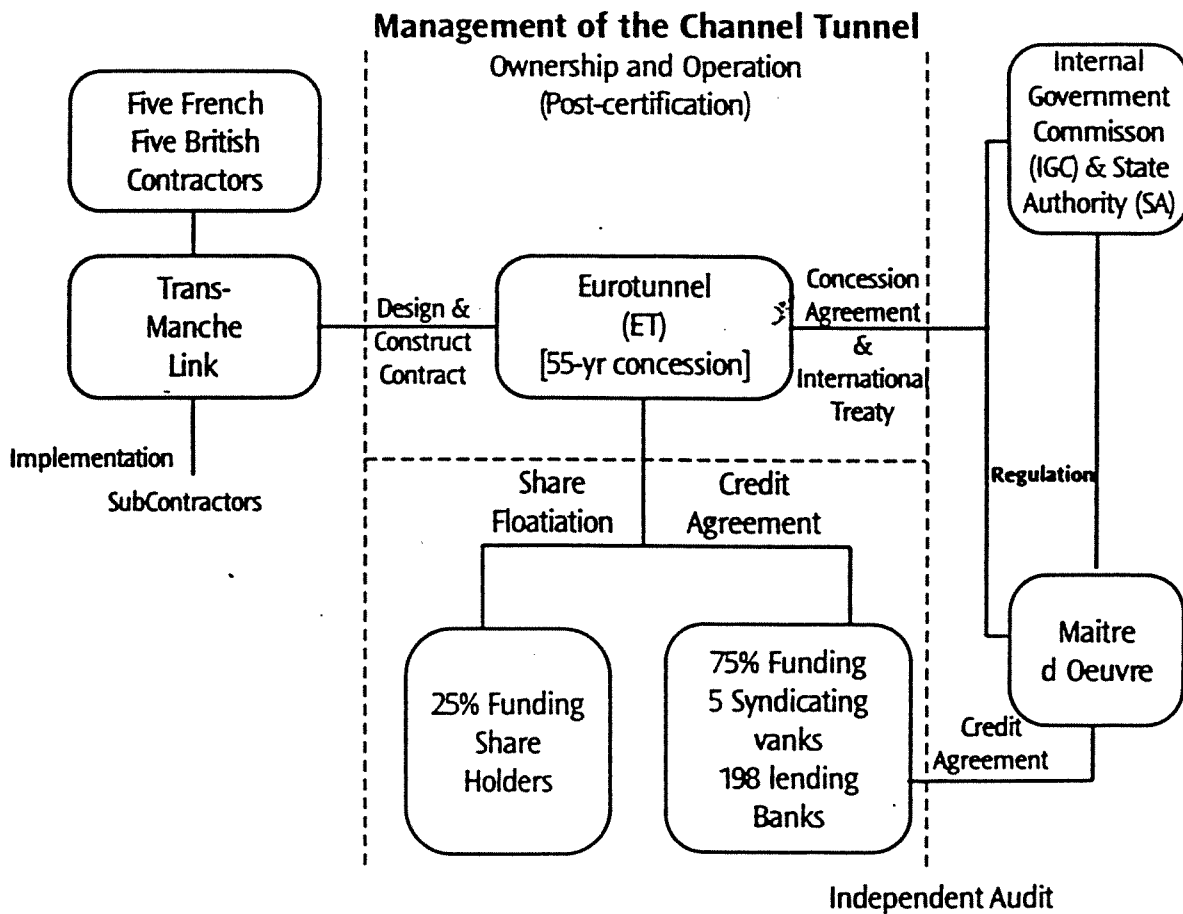 Management of the Channel Tunnel
Ownership and Operation
(Post-certification)
Five French
Five British
Contractors
Internal
Government
Commisson
(IGC) & State
Authority (SA)
Trans-
Manche
Link
Design &
Construct
Contract
Eurotunnel
(ET)
[55-yr concession]
Concession
Agreement
&
International
Treaty
Implementation
SubContractors
Share
Floatiation
Credit
Agreement
Regulation
25% Funding
Share
Holders
75% Funding
5 Syndicating
vanks
198 lending
Banks
Maitre
d Oeuvre
Credit
Agreement
Independent Audit